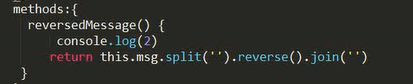 methods:{
reversedMessage() {
console.log(2)
return this.msg.split('').reverse().join('')
}